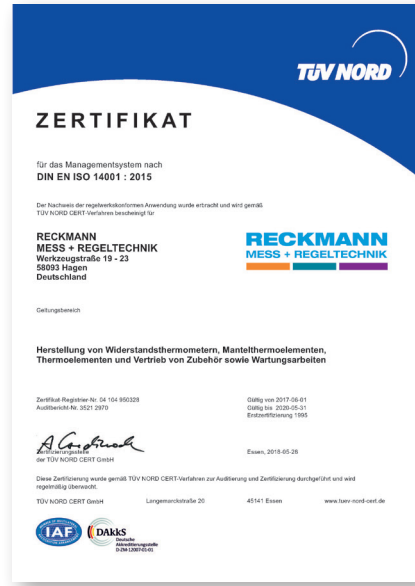 TÜV NORD
ZERTIFIKAT
für das Managementsystem nach
DIN EN ISO 14001 : 2015
Der Nachweis der regelwerkskonformen Anwendung wurde erbracht und wird gemäß
TÜV NORD CERT-Verfahren bescheinigt für
RECKMANN
MESS + REGELTECHNIK
Werkzeugstraße 19 - 23
58093 Hagen
Deutschland
RECKMANN
MESS + REGELTECHNIK
Geltungsbereich
Herstellung von Widerstandsthermometern, Mantelthermoelementen,
Thermoelementen und Vertrieb von Zubehör sowie Wartungsarbeiten
Zertifikat-Registrier-Nr. 04 104 950328
Auditbericht-Nr. 3521 2970
Gültig von 2017-06-01
Gültig bis 2020-05-31
Erstzertifizierung 1995
Zertifizierungsstelle
der TÜV NORD CERT GmbH
Essen, 2018-05-28
Diese Zertifizierung wurde gemäß TÜV NORD CERT-Verfahren zur Auditierung und Zertifizierung durchgeführt und wird
regelmäßig überwacht.
TÜV NORD CERT GmbH Langemarckstraße 20 45141 Essen www.tuev-nord-cert.de
IAF
DAkkS
Deutsche
Akkreditierungsstelle
D-ZM-12007-01-01